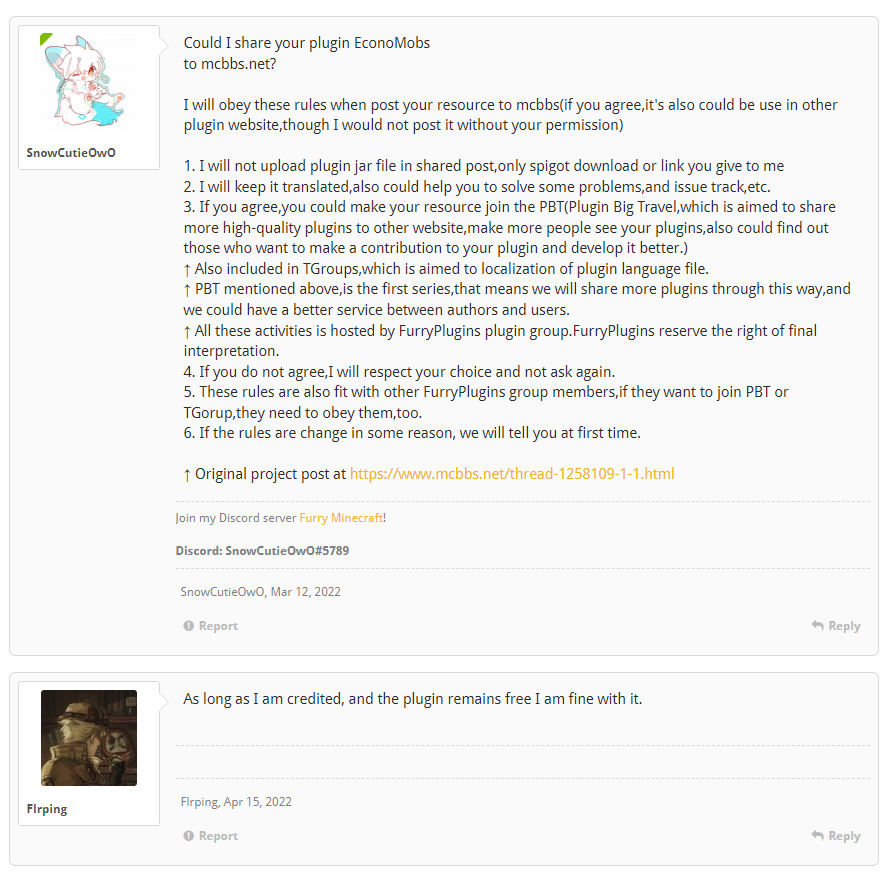 Could I share your plugin EconoMobs
to mcbbs.net?
I will obey these rules when post your resource to mcbbs(if you agree,it's also could be use in other
plugin website,though I would not post it without your permission)
SnowCutieOwO
1. I will not upload plugin jar file in shared post,only spigot download or link you give to me
2. I will keep it translated,also could help you to solve some problems,and issue track,etc.
3. If you agree,you could make your resource join the PBT(Plugin Big Travel,which is aimed to share
more high-quality plugins to other website,make more people see your plugins,also could find out
those who want to make a contribution to your plugin and develop it better.)
↑ Also included in TGroups,which is aimed to localization of plugin language file.
↑ PBT mentioned above,is the first series,that means we will share more plugins through this way,and
we could have a better service between authors and users.
↑ All these activities is hosted by FurryPlugins plugin group.FurryPlugins reserve the right of final
interpretation.
4. If you do not agree,I will respect your choice and not ask again.
5. These rules are also fit with other FurryPlugins group members,if they want to join PBT or
TGorup,they need to obey them,too.
6. If the rules are change in some reason, we will tell you at first time.
↑ Original project post at https://www.mcbbs.net/thread-1258109-1-1.html
Join my Discord server Furry Minecraft!
Discord: SnowCutieOwO#5789
SnowCutieOwO, Mar 12, 2022
Report Reply
As long as I am credited, and the plugin remains free I am fine with it.
Flrping
Flrping, Apr 15, 2022
Report Reply